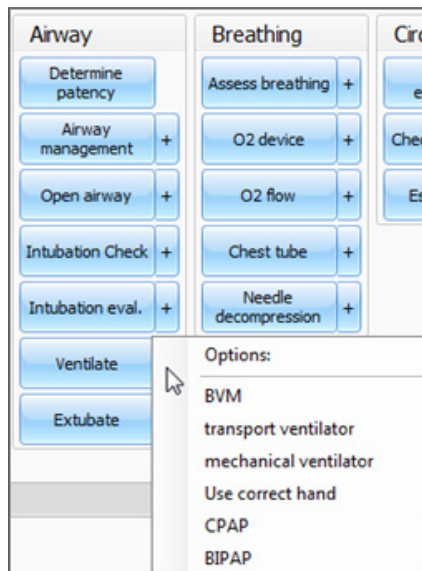 Airway
Determine
patency
Airway
management +
Open airway +
Intubation Check +
Intubation eval. +
Ventilate
Extubate
Breathing
Assess breathing +
O2 device +
O2 flow +
Chest tube +
Needle
decompression +
Options:
BVM
transport ventilator
mechanical ventilator
Use correct hand
CPAP
BIPAP